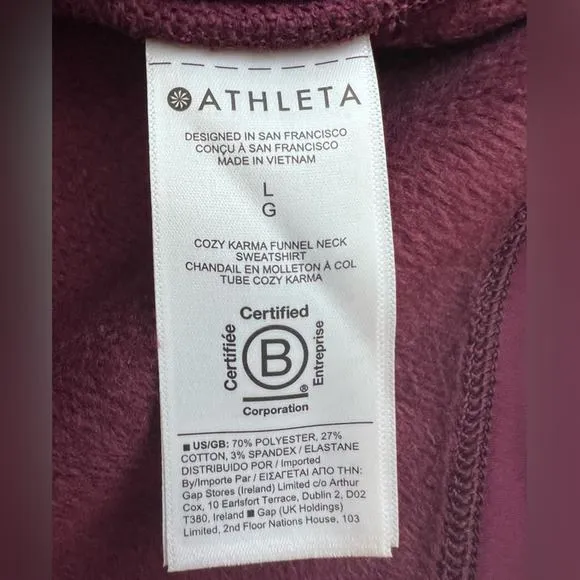 ATHLETA
DESIGNED IN SAN FRANCISCO
CONÇU À SAN FRANCISCO
MADE IN VIETNAM
L
G
COZY KARMA FUNNEL NECK
SWEATSHIRT
CHANDAIL EN MOLLETON À COL
TUBE COZY KARMA
Certified
Certifiée
B
Entreprise
®
Corporation
■ US/GB: 70% POLYESTER, 27%
COTTON, 3% SPANDEX / ELASTANE
DISTRIBUIDO POR / Imported
By/Importe Par / ΕΙΣΑΓΕΤΑΙ ΑΠΟ ΤΗΝ:
Gap Stores (Ireland) Limited c/o Arthur
Cox, 10 Earlsfort Terrace, Dublin 2, D02
T380, Ireland ■ Gap (UK Holdings)
Limited, 2nd Floor Nations House, 103